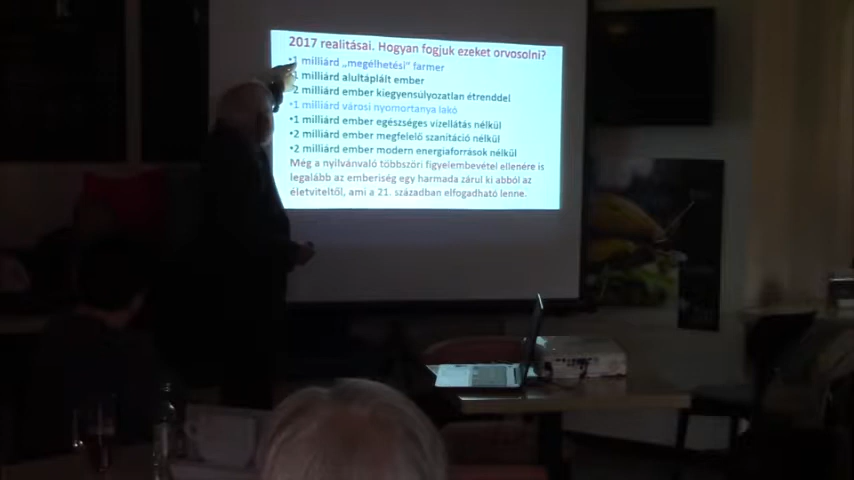 2017 realitásai. Hogyan fogjuk ezeket orvosolni?
•1 milliárd „megélhetési” farmer
1 milliárd alultáplált ember
2 milliárd ember kiegyensúlyozatlan étrenddel
•1 milliárd városi nyomortanya lakó
•1 milliárd ember egészséges vízellátás nélkül
•2 milliárd ember megfelelő szanitáció nélkül
•2 milliárd ember modern energiaforrások nélkül
Még a nyilvánvaló többszöri figyelembevétel ellenére is
legalább az emberiség egy harmada zárul ki abból az
életviteltől, ami a 21. században elfogadható lenne.